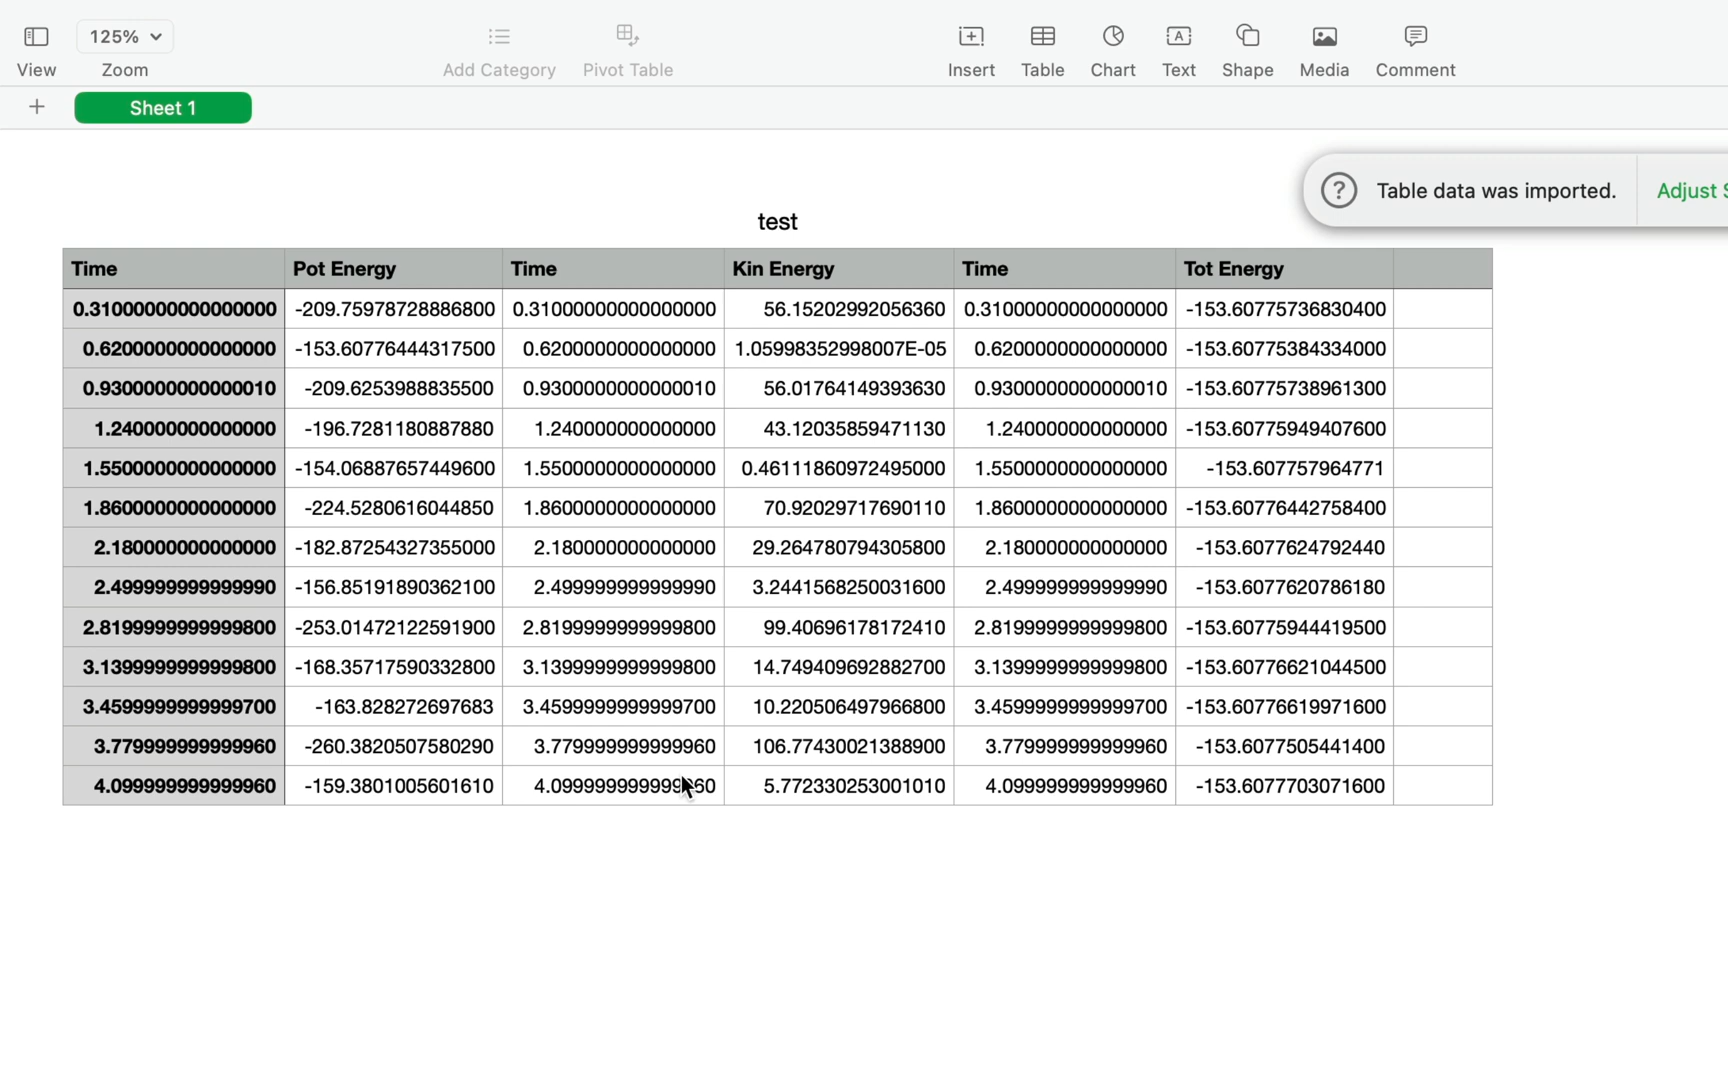 125%
View Zoom Add Category Pivot Table Insert Table Chart Text Shape Media Comment
+ Sheet 1
Table data was imported. Adjust S
test
Time Pot Energy Time Kin Energy Time Tot Energy
0.31000000000000000 -209.75978728886800 0.31000000000000000 56.15202992056360 0.31000000000000000 -153.60775736830400
0.6200000000000000 -153.60776444317500 0.6200000000000000 1.05998352998007E-05 0.6200000000000000 -153.60775384334000
0.9300000000000010 -209.6253988835500 0.9300000000000010 56.01764149393630 0.9300000000000010 -153.60775738961300
1.240000000000000 -196.7281180887880 1.240000000000000 43.12035859471130 1.240000000000000 -153.60775949407600
1.5500000000000000 -154.06887657449600 1.5500000000000000 0.46111860972495000 1.5500000000000000 -153.607757964771
1.8600000000000000 -224.5280616044850 1.8600000000000000 70.92029717690110 1.8600000000000000 -153.60776442758400
2.180000000000000 -182.87254327355000 2.180000000000000 29.264780794305800 2.180000000000000 -153.6077624792440
2.499999999999990 -156.85191890362100 2.499999999999990 3.2441568250031600 2.499999999999990 -153.6077620786180
2.8199999999999800 -253.01472122591900 2.8199999999999800 99.40696178172410 2.8199999999999800 -153.60775944419500
3.1399999999999800 -168.35717590332800 3.1399999999999800 14.749409692882700 3.1399999999999800 -153.60776621044500
3.4599999999999700 -163.828272697683 3.4599999999999700 10.220506497966800 3.4599999999999700 -153.60776619971600
3.779999999999960 -260.3820507580290 3.779999999999960 106.77430021388900 3.779999999999960 -153.6077505441400
4.099999999999960 -159.3801005601610 4.099999999999960 5.772330253001010 4.099999999999960 -153.6077703071600